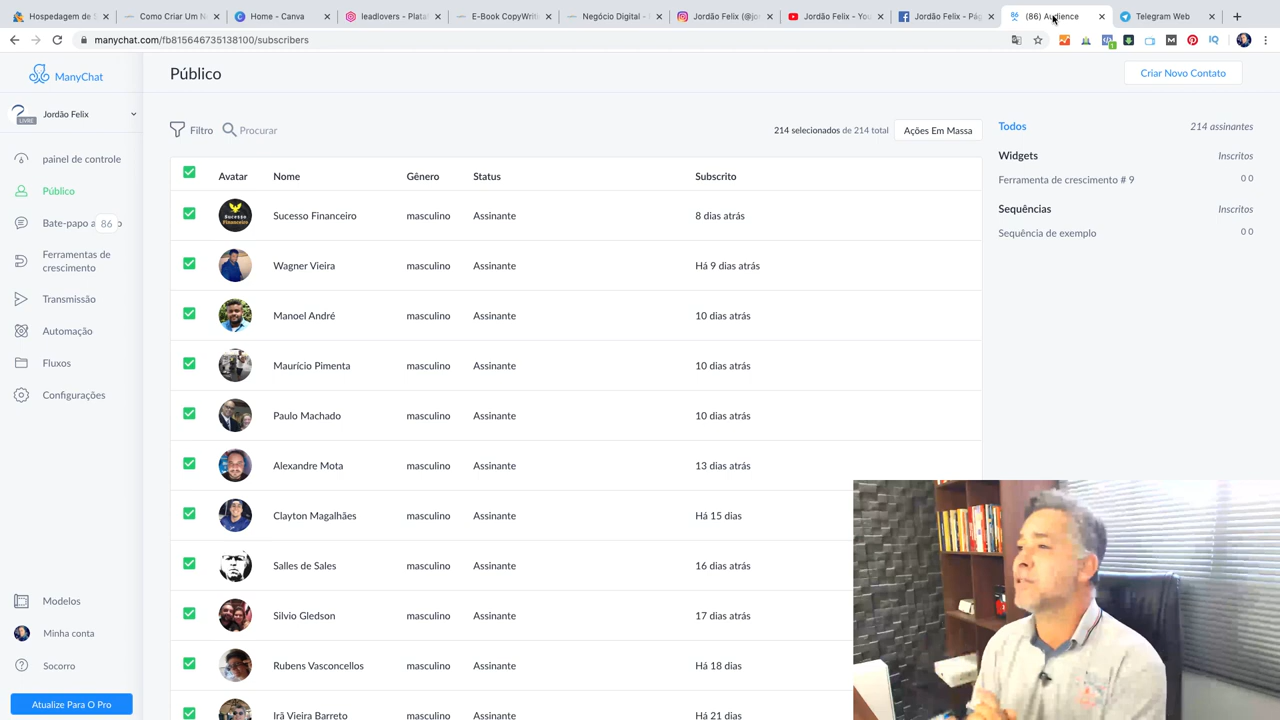 Hospedagem de S
Como Criar Um N
Home - Canva
leadlovers - Plata
E-Book CopyWriti
Negócio Digital -
Jordão Felix (@jo
Jordão Felix - You
Jordão Felix - Pág
(86) Audience
Telegram Web
manychat.com/fb815646735138100/subscribers
ManyChat
Público
Criar Novo Contato
Jordão Felix
LIVRE
Filtro
Procurar
214 selecionados de 214 total
Ações Em Massa
Todos
214 assinantes
painel de controle
Público
Bate-papo a
86
o
Ferramentas de
crescimento
Transmissão
Automação
Fluxos
Configurações
Modelos
Minha conta
Socorro
Atualize Para O Pro
Avatar Nome Gênero Status Subscrito
Sucesso Financeiro masculino Assinante 8 dias atrás
Wagner Vieira masculino Assinante Há 9 dias atrás
Manoel André masculino Assinante 10 dias atrás
Maurício Pimenta masculino Assinante 10 dias atrás
Paulo Machado masculino Assinante 10 dias atrás
Alexandre Mota masculino Assinante 13 dias atrás
Clayton Magalhães masculino Assinante Há 15 dias
Salles de Sales masculino Assinante 16 dias atrás
Silvio Gledson masculino Assinante 17 dias atrás
Rubens Vasconcellos masculino Assinante Há 18 dias
Irã Vieira Barreto masculino Assinante Há 21 dias
Widgets Inscritos
Ferramenta de crescimento # 9 0 0
Sequências Inscritos
Sequência de exemplo 0 0